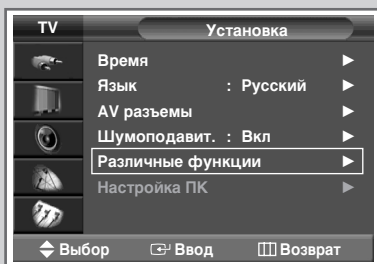 TV Установка
Время
Язык : Русский
AV разъемы
Шумоподавит. : Вкл
Различные функции
Настройка ПК
Выбор Ввод Возврат